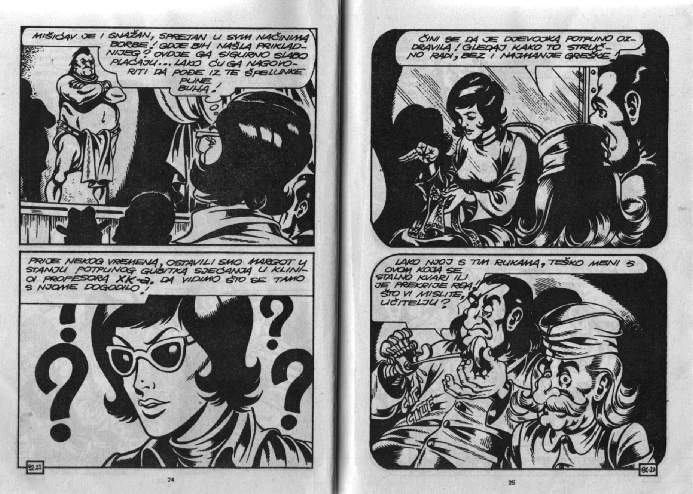 MIŠIĆAV JE I SNAŽAN, SPRETAN U SVIM NAČINIMA
BORBE! GDJE BIH NAŠLA PRIKLAD-
NIJEG? OVDJE GA SIGURNO SLABO
PLAĆAJU... LAKO ĆU GA NAGOVO-
RITI DA POĐE IZ TE ŠPELUNKE
PUNE
BUHA!
PRIJE NEKOG VREMENA, OSTAVILI SMO MARGOT U
STANJU POTPUNOG GUBITKA SJEĆANJA U KLINI-
CI PROFESORA
DA VIDIMO ŠTO SE TAMO
S NJOME DOGODILO!
?
?
?
?
24
ČINI SE DA JE DJEVOJKA POTPUNO OZ-
DRAVILA! GLEDAJ KAKO TO STRUČ-
NO RADI, BEZ I NAJMANJE GREŠKE!
LAKO NJOJ S TIM RUKAMA, TEŠKO MENI S
OVOM KOJA SE
STALNO KVARI ILI
JE PREKRIJE RĐA,
ŠTO VI MISLITE,
UČITELJU?
25